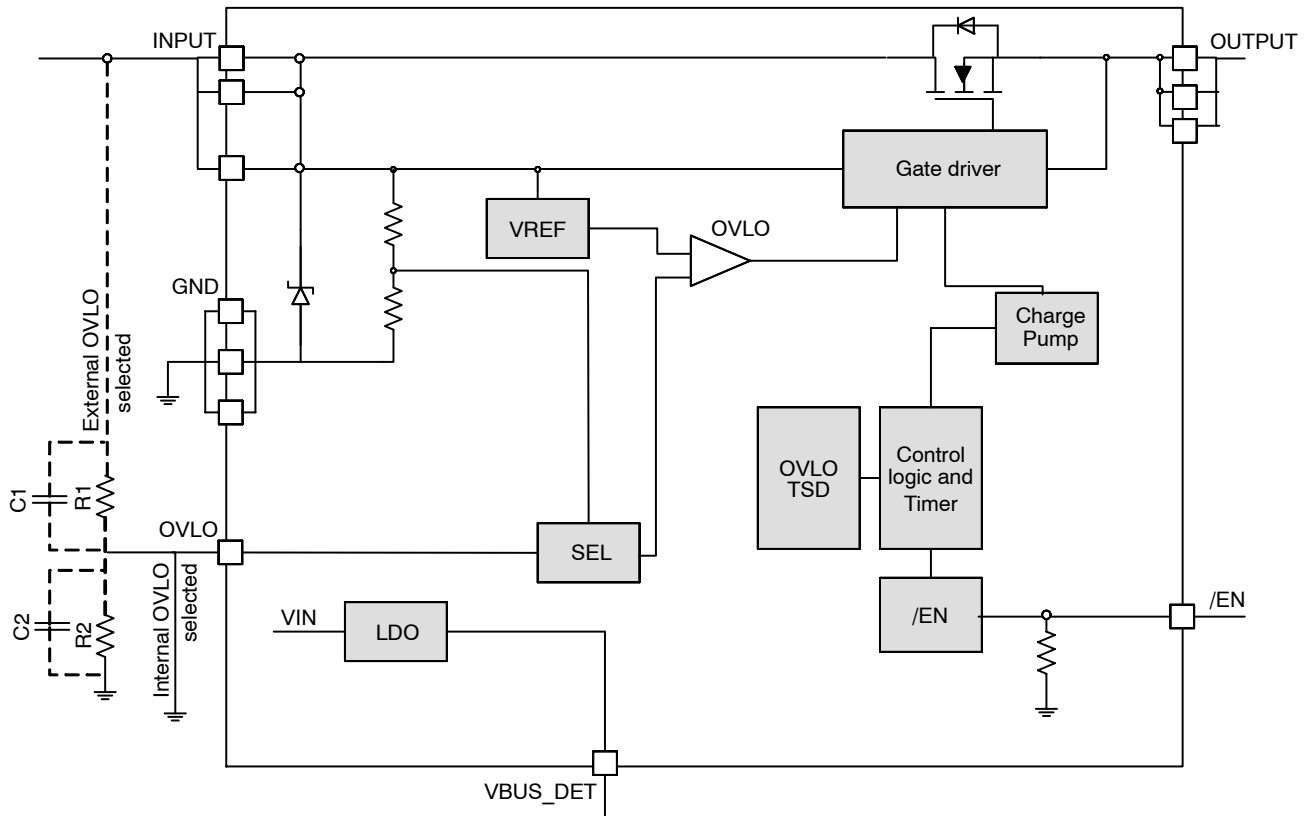 INPUT
OUTPUT
Gate driver
VREF
OVLO
GND
Charge
Pump
External OVLO
selected
OVLO
TSD
Control
logic and
Timer
C1
R1
OVLO
SEL
Internal OVLO
selected
C2
R2
VIN
LDO
/EN
/EN
VBUS_DET